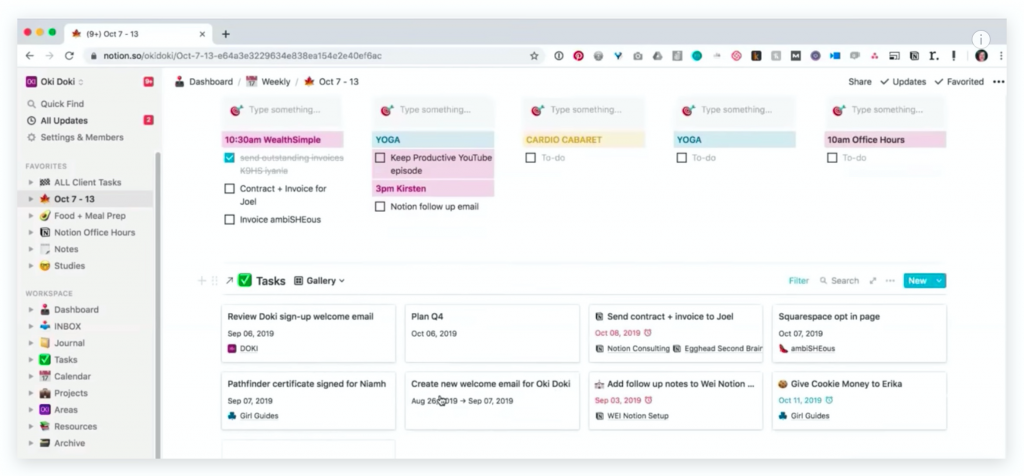 (9+) Oct 7 - 13
notion.so/okidoki/Oct-7-13-e64a3e3229634e838ea154e2e40ef6ac
Oki Doki
9+
Quick Find
All Updates
2
Settings & Members
FAVORITES
ALL Client Tasks
Oct 7 - 13
Food + Meal Prep
Notion Office Hours
Notes
Studies
WORKSPACE
Dashboard
INBOX
Journal
Tasks
Calendar
Projects
Areas
Resources
Archive
Dashboard / Weekly / Oct 7 - 13
Share Updates Favorited
Type something... Type something... Type something... Type something... Type something...
10:30am WealthSimple
send outstanding invoices
KGHS Iyanla
Contract + Invoice for
Joel
Invoice ambiSHEous
YOGA
Keep Productive YouTube
episode
3pm Kirsten
Notion follow up email
CARDIO CABARET
To-do
YOGA
To-do
10am Office Hours
To-do
Tasks Gallery
Filter Search New
Review Doki sign-up welcome email
Sep 06, 2019
DOKI
Plan Q4
Oct 06, 2019
Send contract + invoice to Joel
Oct 08, 2019
Notion Consulting Egghead Second Brain
Squarespace opt in page
Oct 07, 2019
ambiSHEous
Pathfinder certificate signed for Niamh
Sep 07, 2019
Girl Guides
Create new welcome email for Oki Doki
Aug 26, 2019 → Sep 07, 2019
Add follow up notes to Wei Notion ...
Sep 03, 2019
WEI Notion Setup
Give Cookie Money to Erika
Oct 11, 2019
Girl Guides